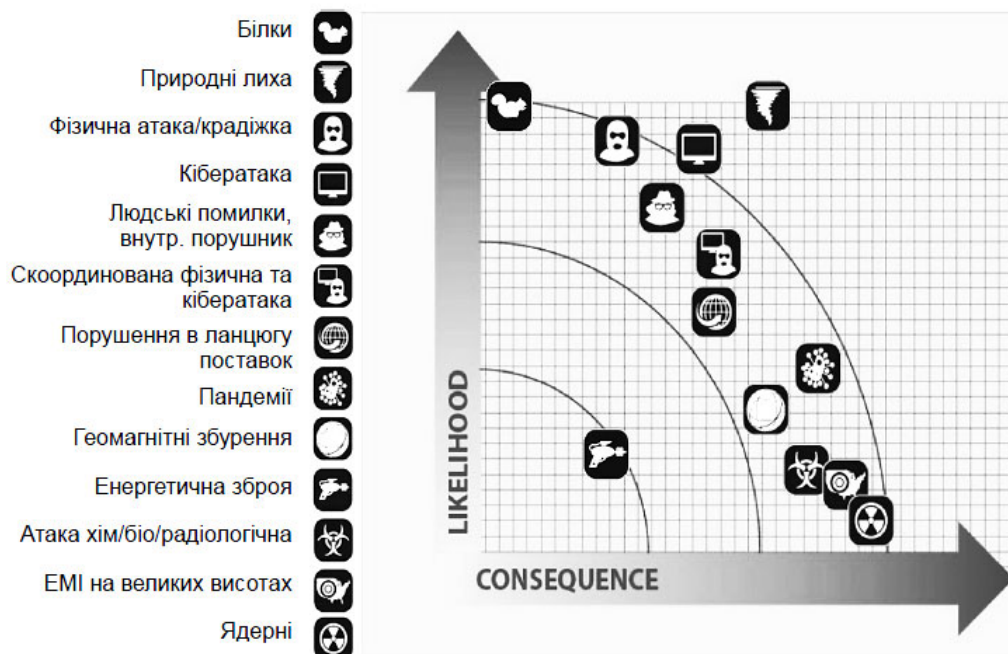 Білки
Природні лиха
Фізична атака/крадіжка
Кібератака
Людські помилки,
внутр. порушник
Скоординована фізична та
кібератака
Порушення в ланцюгу
поставок
Пандемії
Геомагнітні збурення
Енергетична зброя
Атака хім/біо/радіологічна
ЕМІ на великих висотах
Ядерні
LIKELIHOOD
CONSEQUENCE